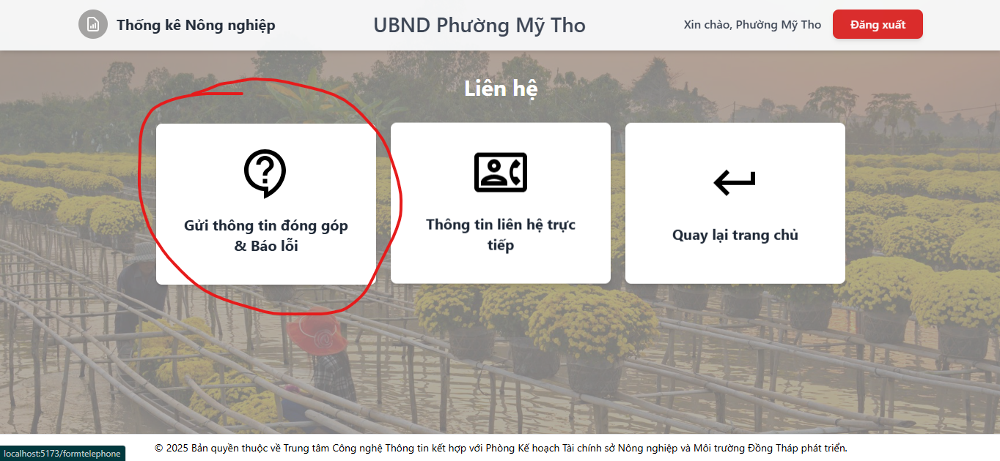 Thống kê Nông nghiệp
UBND Phường Mỹ Tho
Xin chào, Phường Mỹ Tho
Đăng xuất
Liên hệ
Gửi thông tin đóng góp
& Báo lỗi
Thông tin liên hệ trực
tiếp
Quay lại trang chủ
© 2025 Bản quyền thuộc về Trung tâm Công nghệ Thông tin kết hợp với Phòng Kế hoạch Tài chính sở Nông nghiệp và Môi trường Đồng Tháp phát triển.
localhost:5173/formtelephone